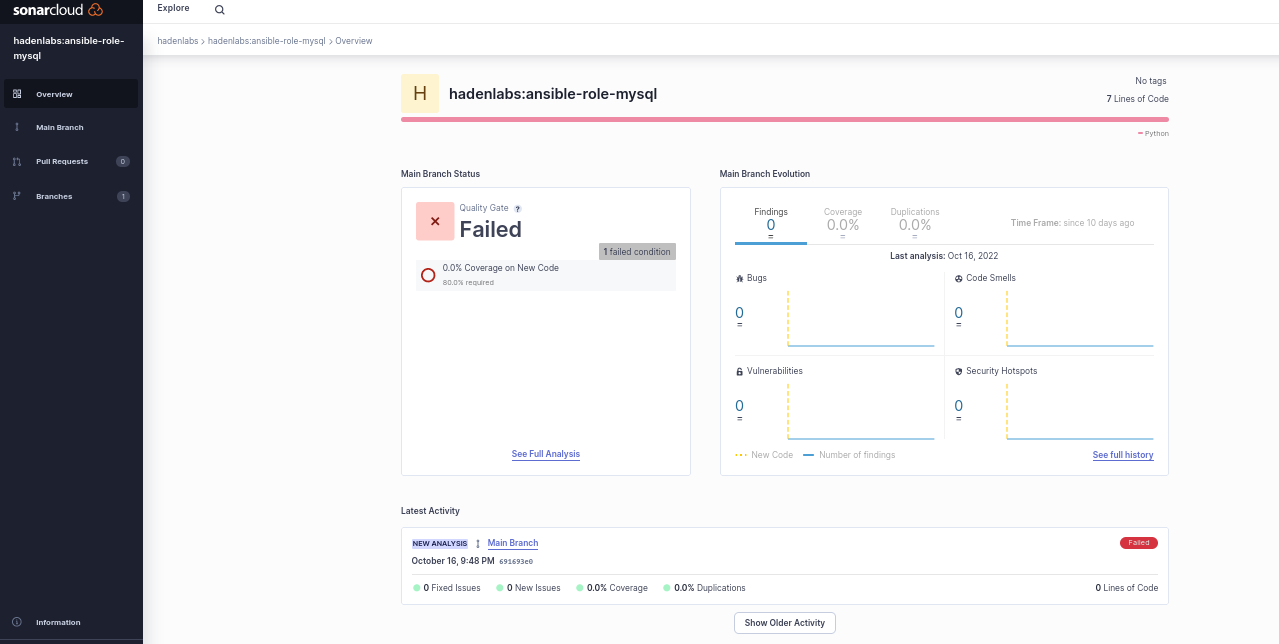 sonarcloud
Explore
hadenlabs:ansible-role-
mysql
hadenlabs > hadenlabs:ansible-role-mysql > Overview
Overview
Main Branch
Pull Requests 0
Branches 1
Information
H hadenlabs:ansible-role-mysql
No tags
7 Lines of Code
Python
Main Branch Status
Quality Gate ?
Failed
1 failed condition
0.0% Coverage on New Code
80.0% required
See Full Analysis
Main Branch Evolution
Findings Coverage Duplications
0 0.0% 0.0%
= = =
Time Frame: since 10 days ago
Last analysis: Oct 16, 2022
Bugs
0
=
Code Smells
0
=
Vulnerabilities
0
=
Security Hotspots
0
=
New Code Number of findings
See full history
Latest Activity
NEW ANALYSIS Main Branch Failed
October 16, 9:48 PM 691693e0
0 Fixed Issues 0 New Issues 0.0% Coverage 0.0% Duplications 0 Lines of Code
Show Older Activity